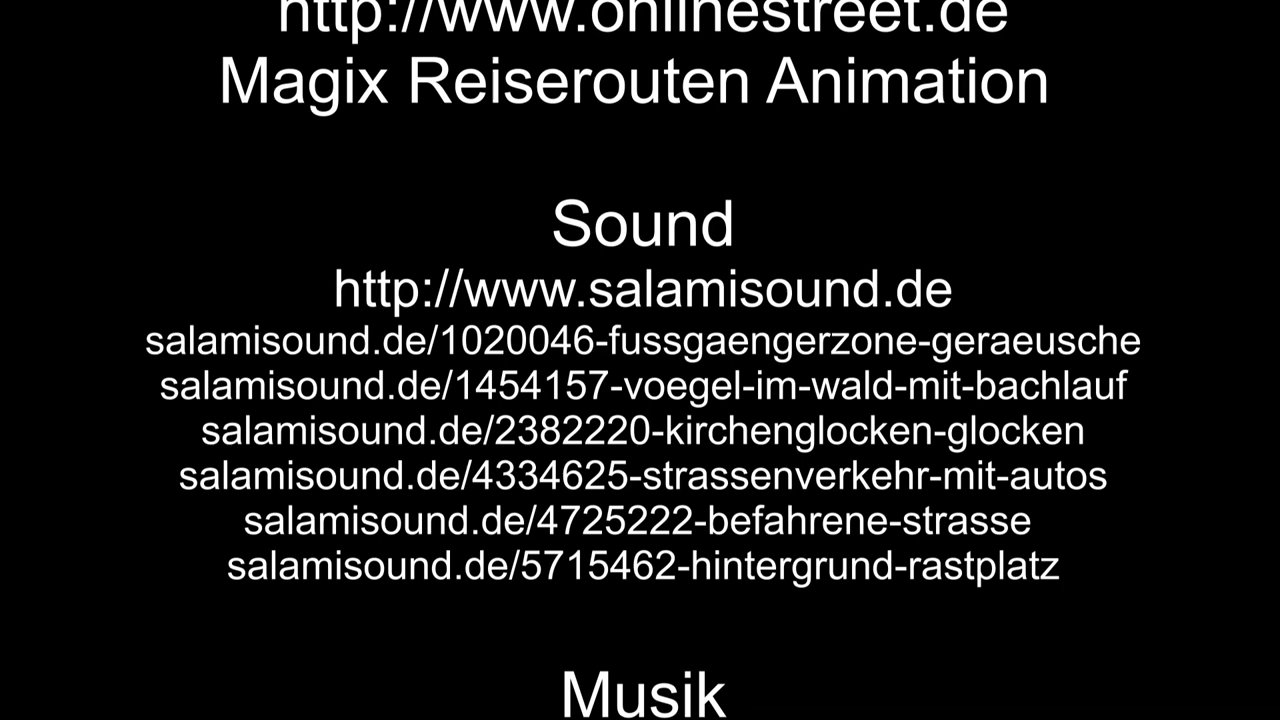 http://www.onlinestreet.de
Magix Reiserouten Animation
Sound
http://www.salamisound.de
salamisound.de/1020046-fussgaengerzone-geraeusche
salamisound.de/1454157-voegel-im-wald-mit-bachlauf
salamisound.de/2382220-kirchenglocken-glocken
salamisound.de/4334625-strassenverkehr-mit-autos
salamisound.de/4725222-befahrene-strasse
salamisound.de/5715462-hintergrund-rastplatz
Musik